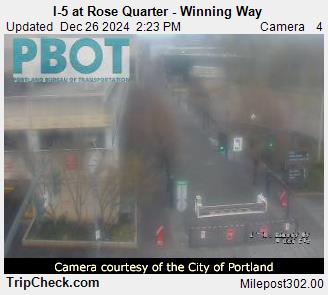 I-5 at Rose Quarter - Winning Way
Updated Dec 26 2024 2:23 PM Camera 4
PBOT
PORTLAND BUREAU OF TRANSPORTATION
Camera courtesy of the City of Portland
TripCheck.com Milepost302.00